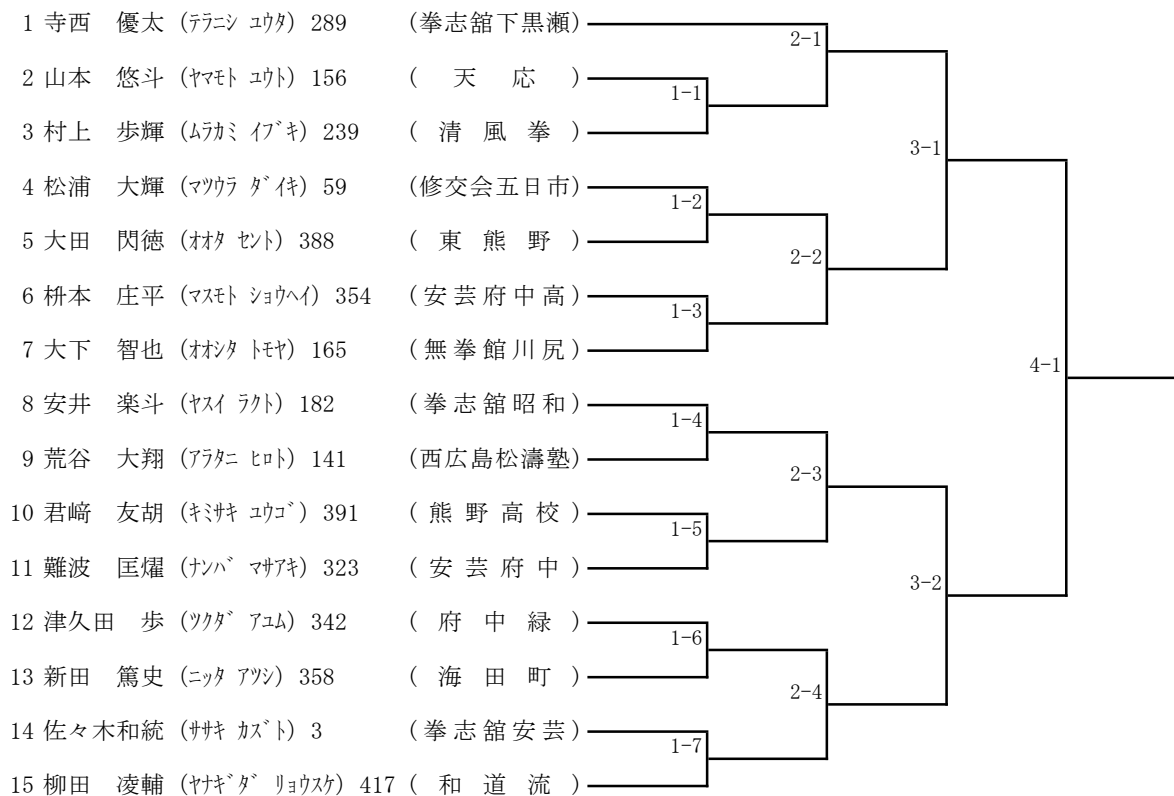 1 寺西　優太 (ﾃﾗﾆｼ ﾕｳﾀ) 289 (拳志舘下黒瀬)
2-1
2 山本　悠斗 (ﾔﾏﾓﾄ ﾕｳﾄ) 156 ( 天 応 )
1-1
3 村上　歩輝 (ﾑﾗｶﾐ ｲﾌﾞｷ) 239 ( 清 風 拳 )
3-1
4 松浦　大輝 (ﾏﾂｳﾗ ﾀﾞｲｷ) 59 (修交会五日市)
1-2
5 大田　閃徳 (ｵｵﾀ ｾﾝﾄ) 388 ( 東 熊 野 )
2-2
6 枡本　庄平 (ﾏｽﾓﾄ ｼｮｳﾍｲ) 354 (安芸府中高)
1-3
7 大下　智也 (ｵｵｼﾀ ﾄﾓﾔ) 165 (無拳館川尻)
4-1
8 安井　楽斗 (ﾔｽｲ ﾗｸﾄ) 182 (拳志舘昭和)
1-4
9 荒谷　大翔 (ｱﾗﾀﾆ ﾋﾛﾄ) 141 (西広島松濤塾)
2-3
10 君﨑　友胡 (ｷﾐｻｷ ﾕｳｺﾞ) 391 ( 熊 野 高 校 )
1-5
11 難波　匡燿 (ﾅﾝﾊﾞ ﾏｻｱｷ) 323 ( 安 芸 府 中 )
3-2
12 津久田　歩 (ﾂｸﾀﾞ ｱﾕﾑ) 342 ( 府 中 緑 )
1-6
13 新田　篤史 (ﾆｯﾀ ｱﾂｼ) 358 ( 海 田 町 )
2-4
14 佐々木和統 (ｻｻｷ ｶｽﾞﾄ) 3 (拳志舘安芸)
1-7
15 柳田　凌輔 (ﾔﾅｷﾞﾀﾞ ﾘｮｳｽｹ) 417 ( 和 道 流 )